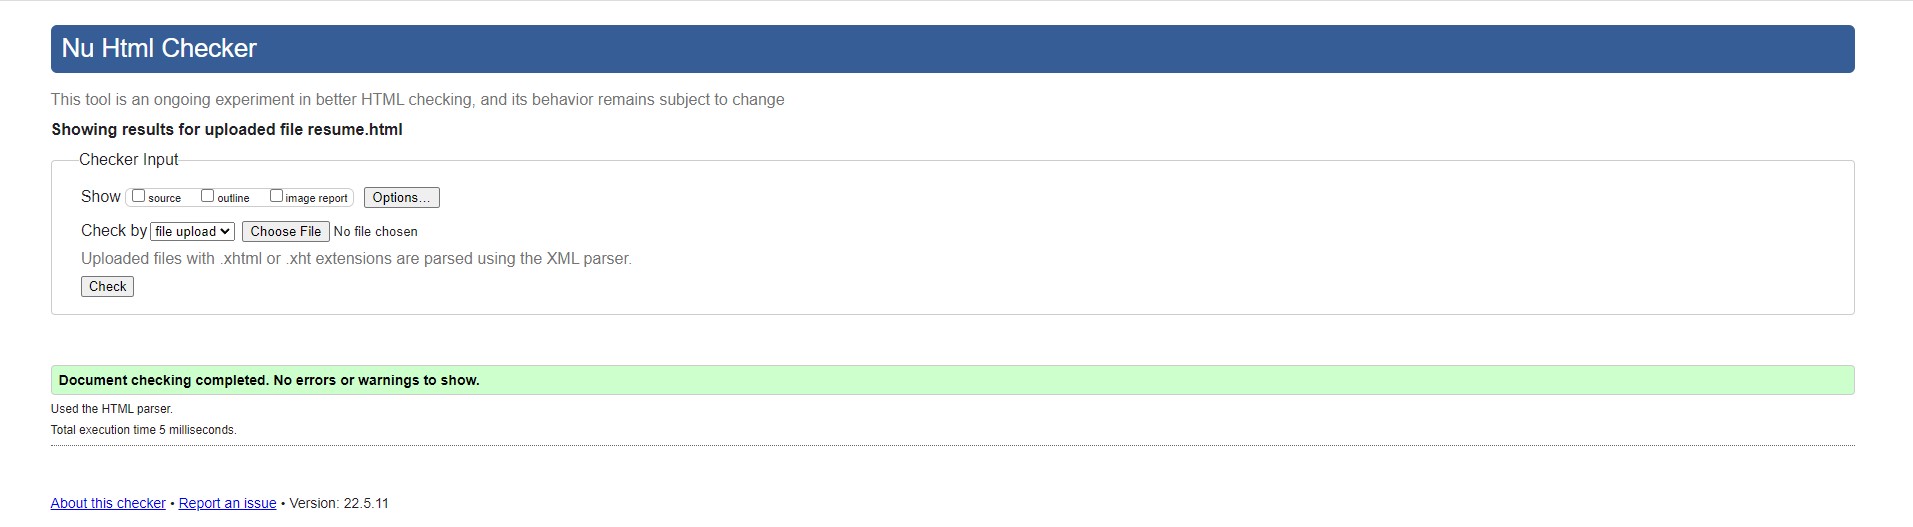 Nu Html Checker
This tool is an ongoing experiment in better HTML checking, and its behavior remains subject to change
Showing results for uploaded file resume.html
Checker Input
Show source outline image report Options...
Check by file upload Choose File No file chosen
Uploaded files with .xhtml or .xht extensions are parsed using the XML parser.
Check
Document checking completed. No errors or warnings to show.
Used the HTML parser.
Total execution time 5 milliseconds.
About this checker • Report an issue • Version: 22.5.11